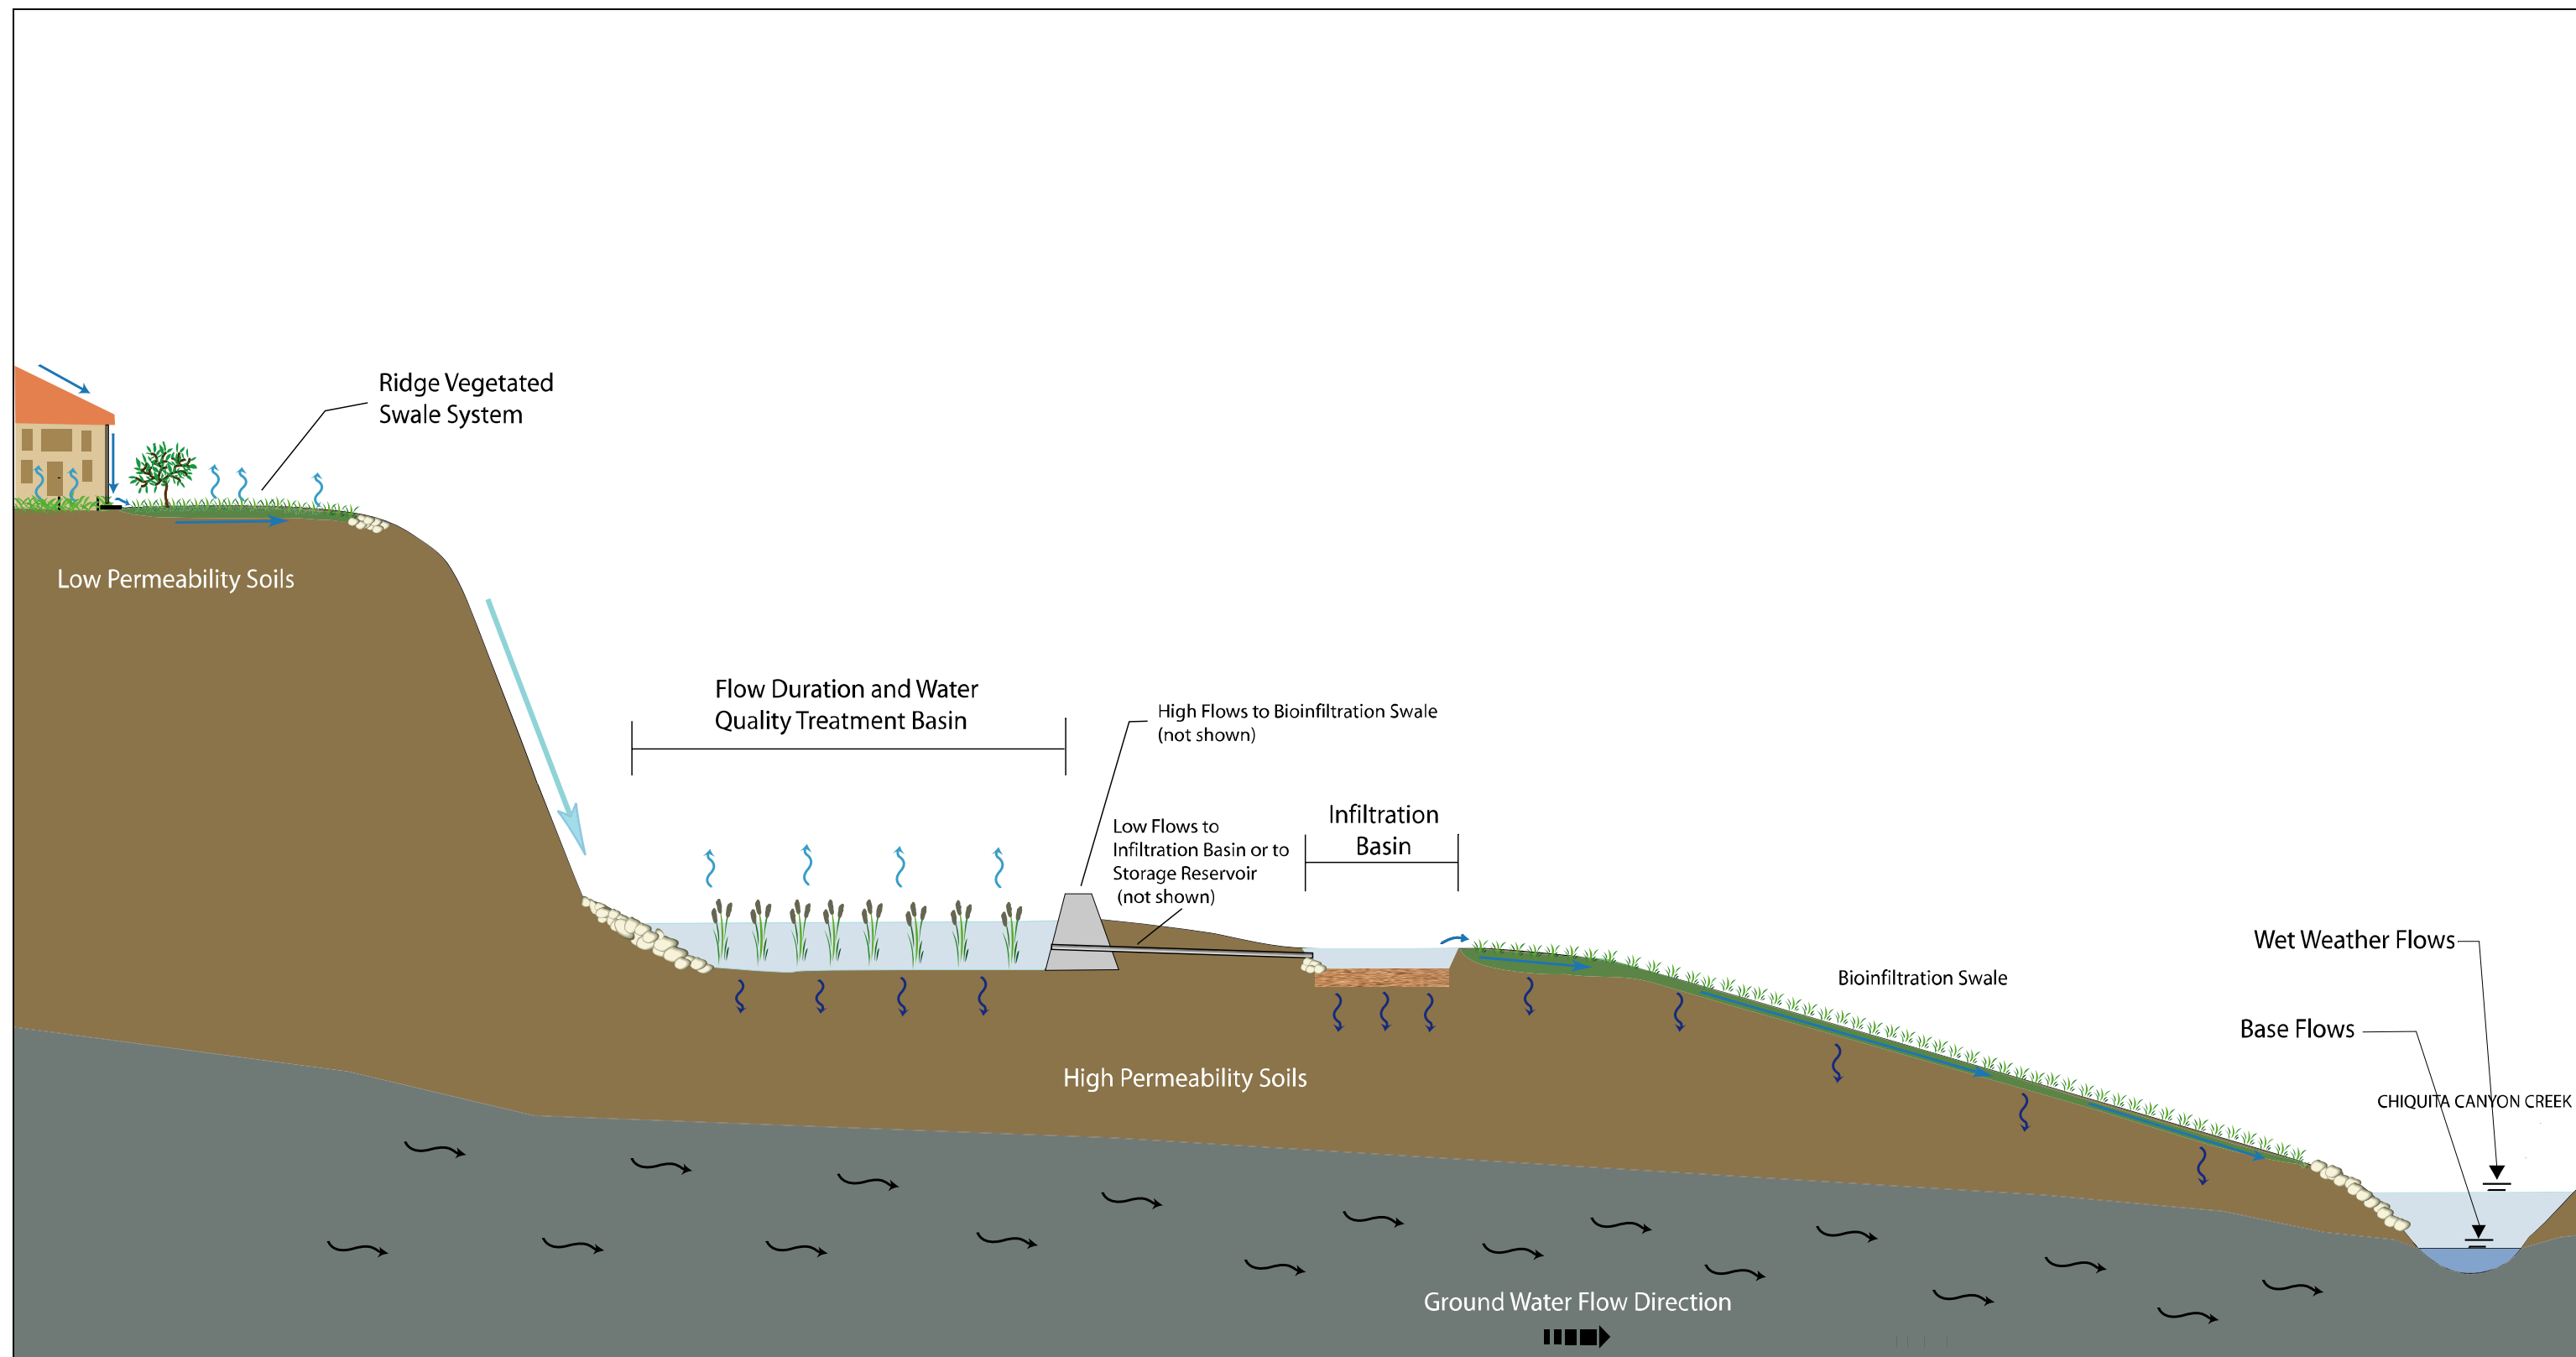 Ridge Vegetated
Swale System
Low Permeability Soils
Flow Duration and Water
Quality Treatment Basin
High Flows to Bioinfiltration Swale
(not shown)
Low Flows to
Infiltration Basin or to
Storage Reservoir
(not shown)
Infiltration
Basin
Wet Weather Flows
Bioinfiltration Swale
Base Flows
High Permeability Soils
CHIQUITA CANYON CREEK
Ground Water Flow Direction